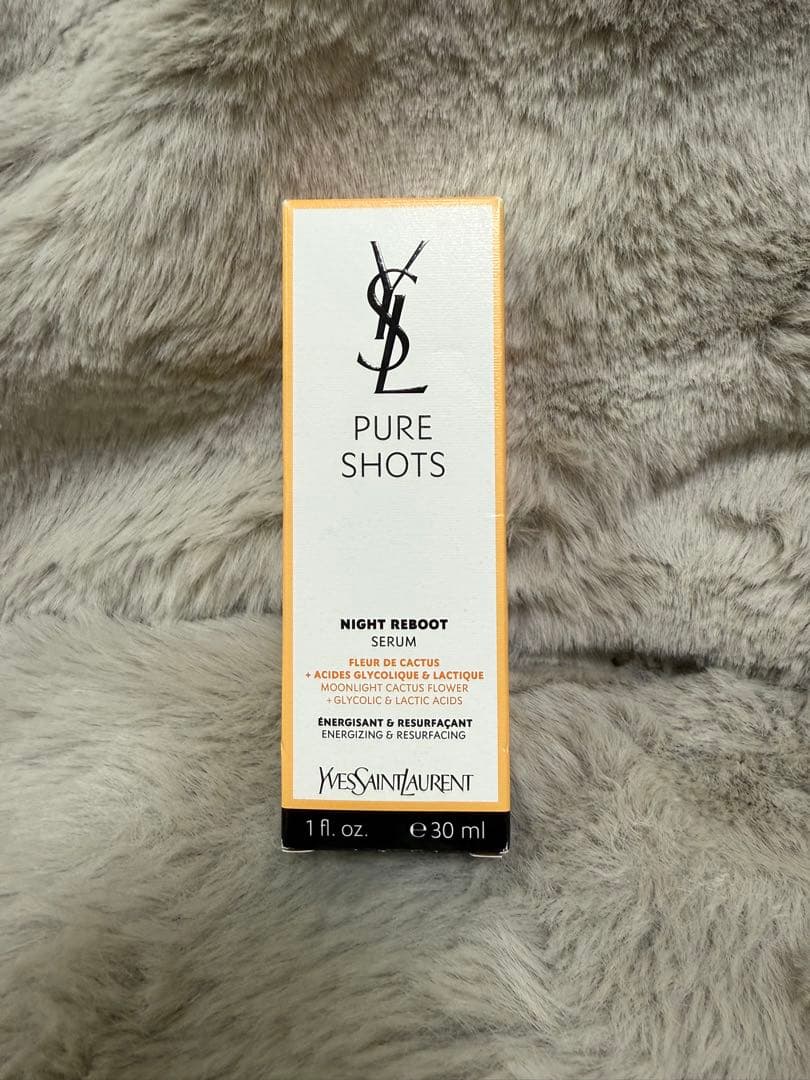 YSL
PURE
SHOTS
NIGHT REBOOT
SERUM
FLEUR DE CACTUS
+ ACIDES GLYCOLIQUE & LACTIQUE
MOONLIGHT CACTUS FLOWER
+ GLYCOLIC & LACTIC ACIDS
ÉNERGISANT & RESURFAÇANT
ENERGIZING & RESURFACING
YVESSAINTLAURENT
1 fl. oz. ℮ 30 ml